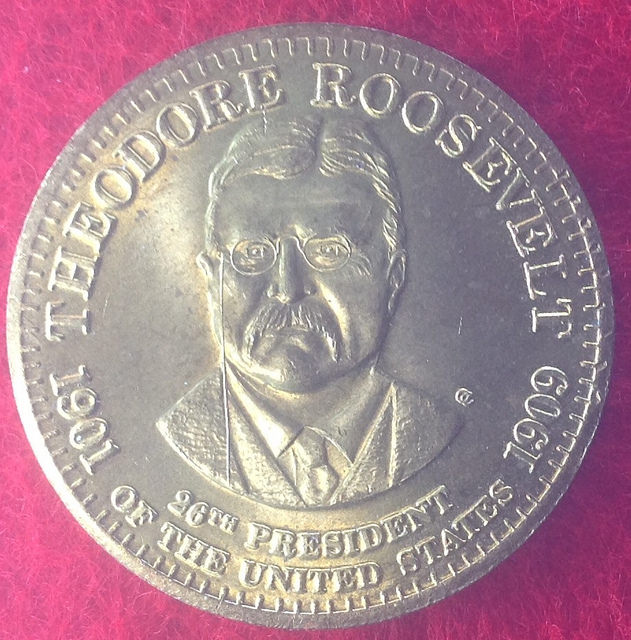 THEODORE ROOSEVELT
1901
1909
26TH PRESIDENT
OF THE UNITED STATES